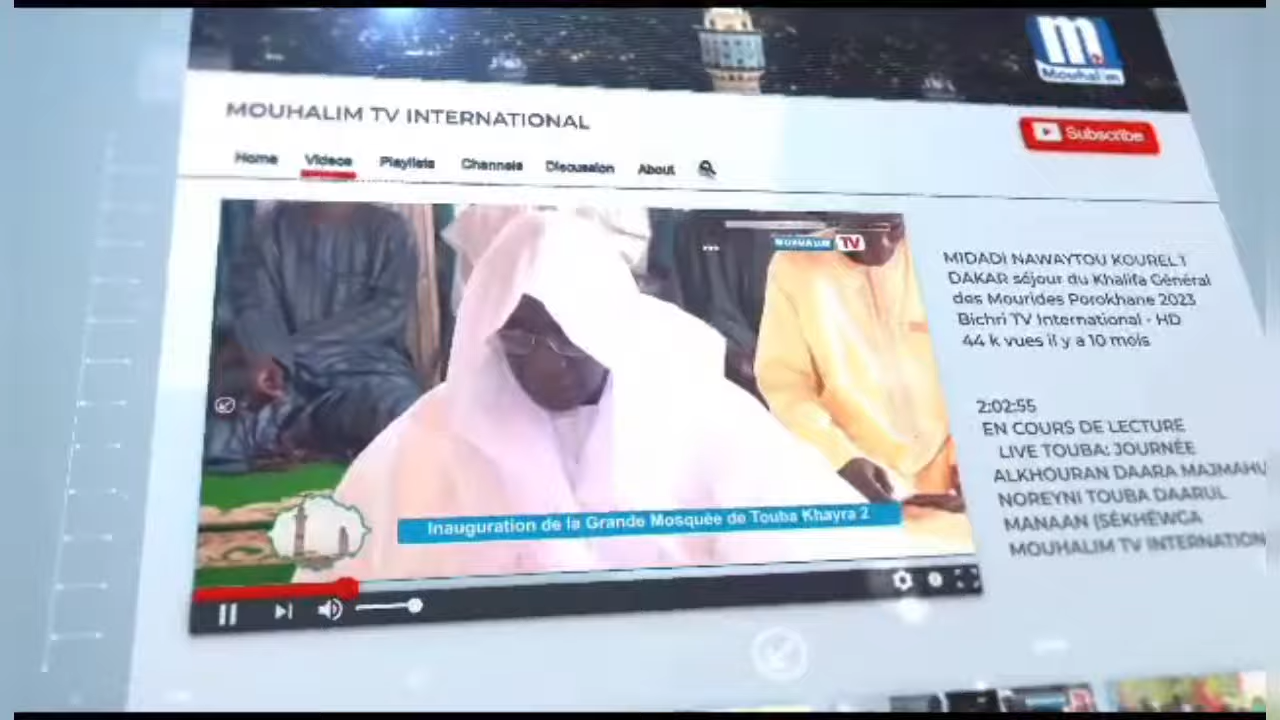 m
Mouhalim
MOUHALIM TV INTERNATIONAL
Subscribe
Home Videos Playlists Channels Discussion About
MOUHALIM TV
MIDADI NAWAYTOU KOUREL 1
DAKAR séjour du Khalifa Général
des Mourides Porokhane 2023
Bichri TV International - HD
44 k vues il y a 10 mois
2:02:55
EN COURS DE LECTURE
LIVE TOUBA: JOURNÉE
ALKHOURAN DAARA MAJMAHU
NOREYNI TOUBA DAARUL
MANAAN (SÉKHÉWGA
MOUHALIM TV INTERNATION
Inauguration de la Grande Mosquée de Touba Khayra 2